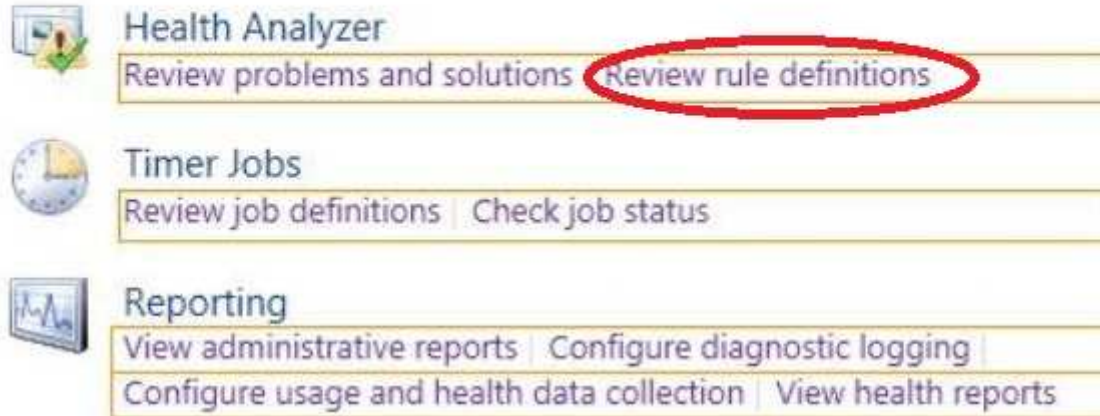 Health Analyzer
Review problems and solutions Review rule definitions
Timer Jobs
Review job definitions | Check job status
Reporting
View administrative reports | Configure diagnostic logging |
Configure usage and health data collection | View health reports